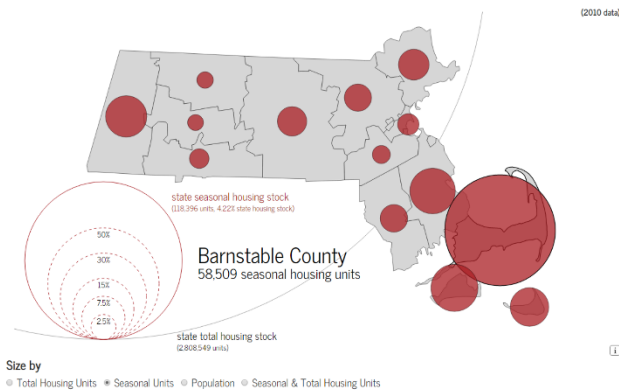 (2010 data)
state seasonal housing stock
(118,396 units, 4.22% state housing stock)
50%
30%
15%
7.5%
2.5%
Barnstable County
58,509 seasonal housing units
state total housing stock
(2,808,549 units)
i
Size by
Total Housing Units Seasonal Units Population Seasonal & Total Housing Units